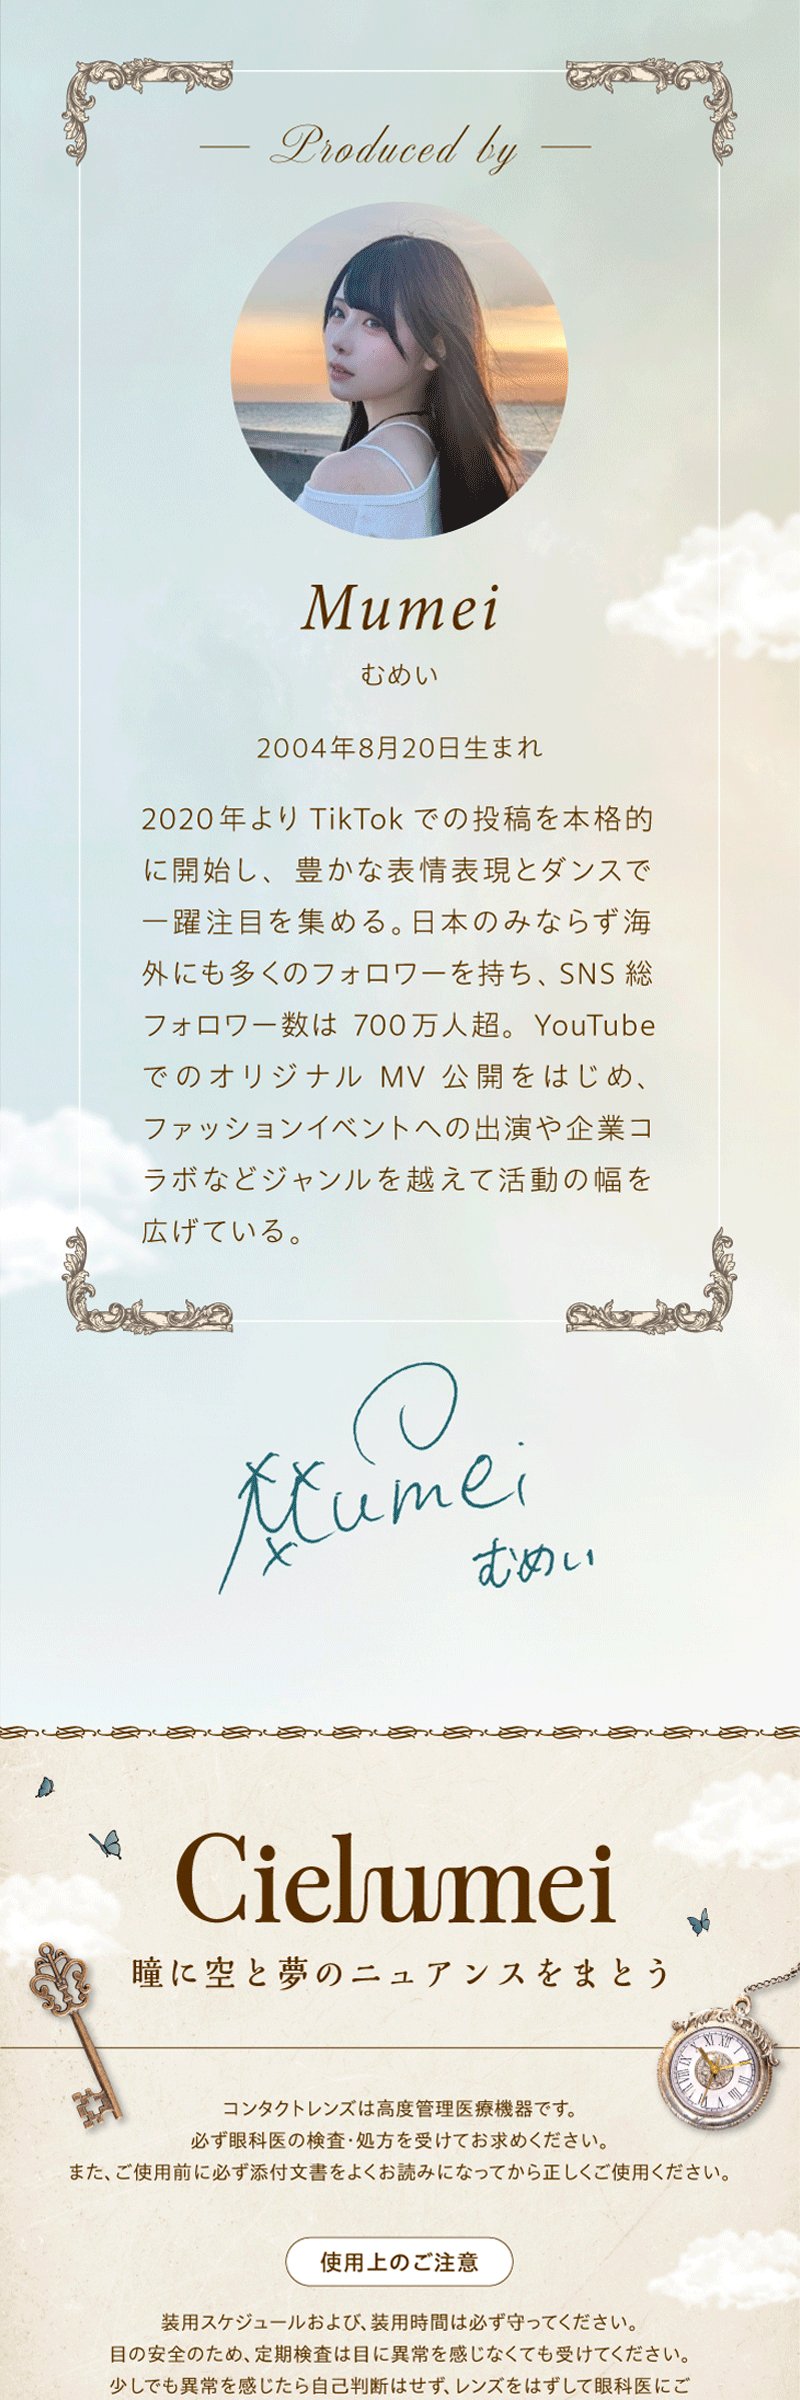 Produced by
Mumei
むめい
2004年8月20日生まれ
2020年より TikTok での投稿を本格的
に開始し、豊かな表情表現とダンスで
一躍注目を集める。日本のみならず海
外にも多くのフォロワーを持ち、SNS 総
フォロワー数は 700万人超。YouTube
でのオリジナル MV 公開をはじめ、
ファッションイベントへの出演や企業コ
ラボなどジャンルを越えて活動の幅を
広げている。
Mumei
むめい
Cielumei
瞳に空と夢のニュアンスをまとう
コンタクトレンズは高度管理医療機器です。
必ず眼科医の検査・処方を受けてお求めください。
また、ご使用前に必ず添付文書をよくお読みになってから正しくご使用ください。
使用上のご注意
装用スケジュールおよび、装用時間は必ず守ってください。
目の安全のため、定期検査は目に異常を感じなくても受けてください。
少しでも異常を感じたら自己判断はせず、レンズをはずして眼科医にご